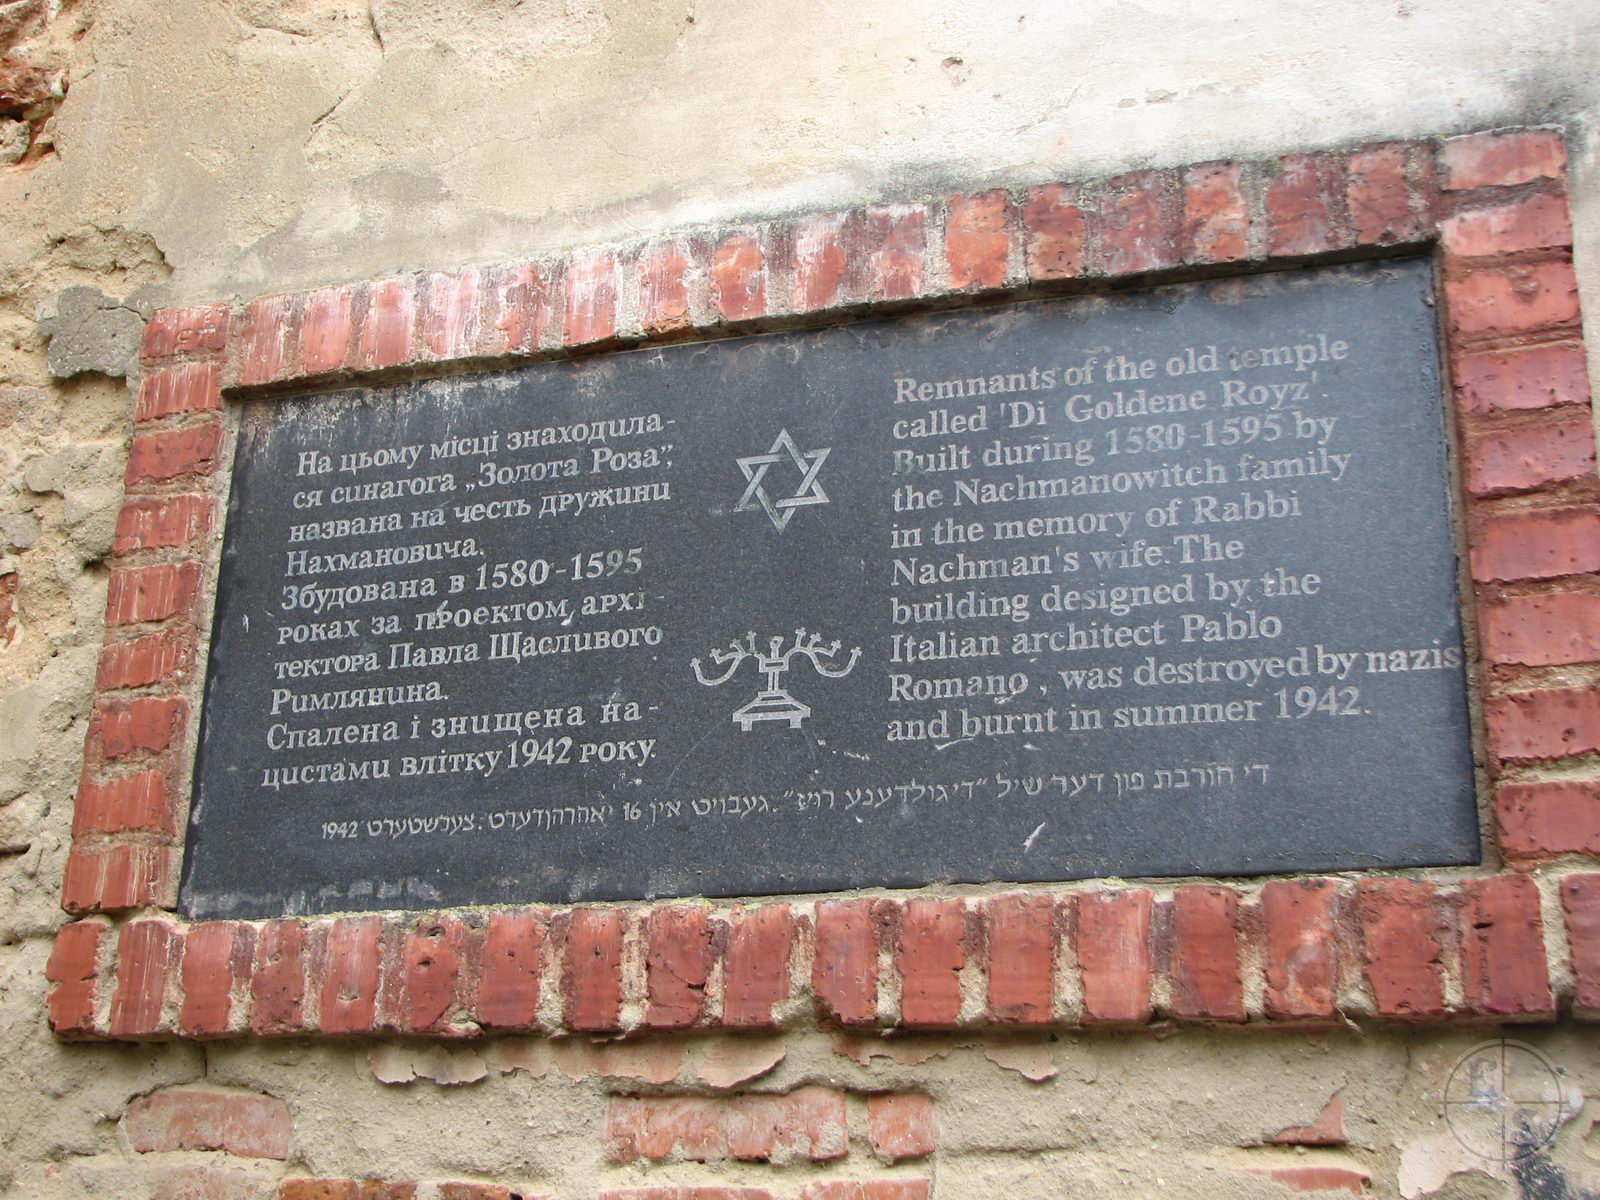 На цьому місці знаходила-
ся синагога „Золота Роза”,
названа на честь дружини
Нахмановича.
Збудована в 1580-1595
роках за проектом архі-
тектора Павла Щасливого
Римлянина.
Спалена і знищена на-
цистами влітку 1942 року.
Remnants of the old temple
called 'Di Goldene Royz'.
Built during 1580-1595 by
the Nachmanowitch family
in the memory of Rabbi
Nachman's wife. The
building designed by the
Italian architect Pablo
Romano, was destroyed by nazis
and burnt in summer 1942.
די חורבת פון דער שיל "די גולדענע רויז". געבויט אין 16 יאהרהונדערט. צערשטערט 1942